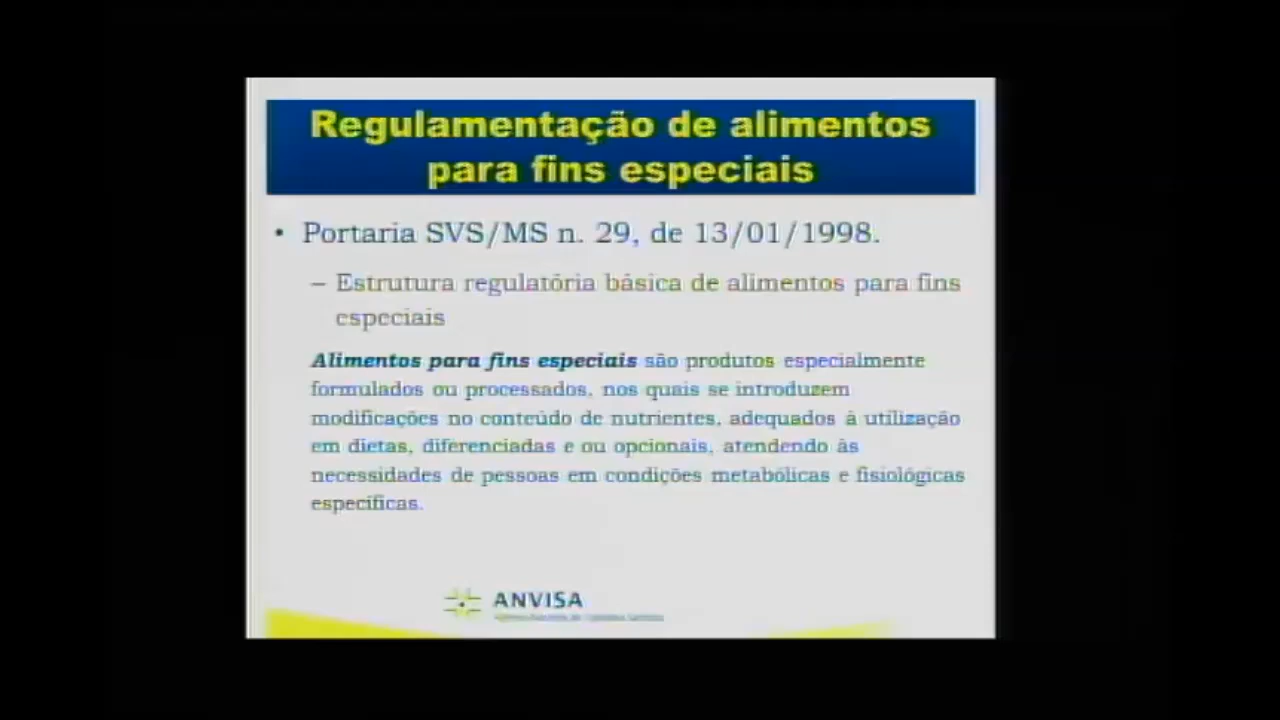 Regulamentação de alimentos
para fins especiais
• Portaria SVS/MS n. 29, de 13/01/1998.
– Estrutura regulatória básica de alimentos para fins
especiais
Alimentos para fins especiais são produtos especialmente
formulados ou processados, nos quais se introduzem
modificações no conteúdo de nutrientes, adequados à utilização
em dietas, diferenciadas e ou opcionais, atendendo às
necessidades de pessoas em condições metabólicas e fisiológicas
específicas.
ANVISA